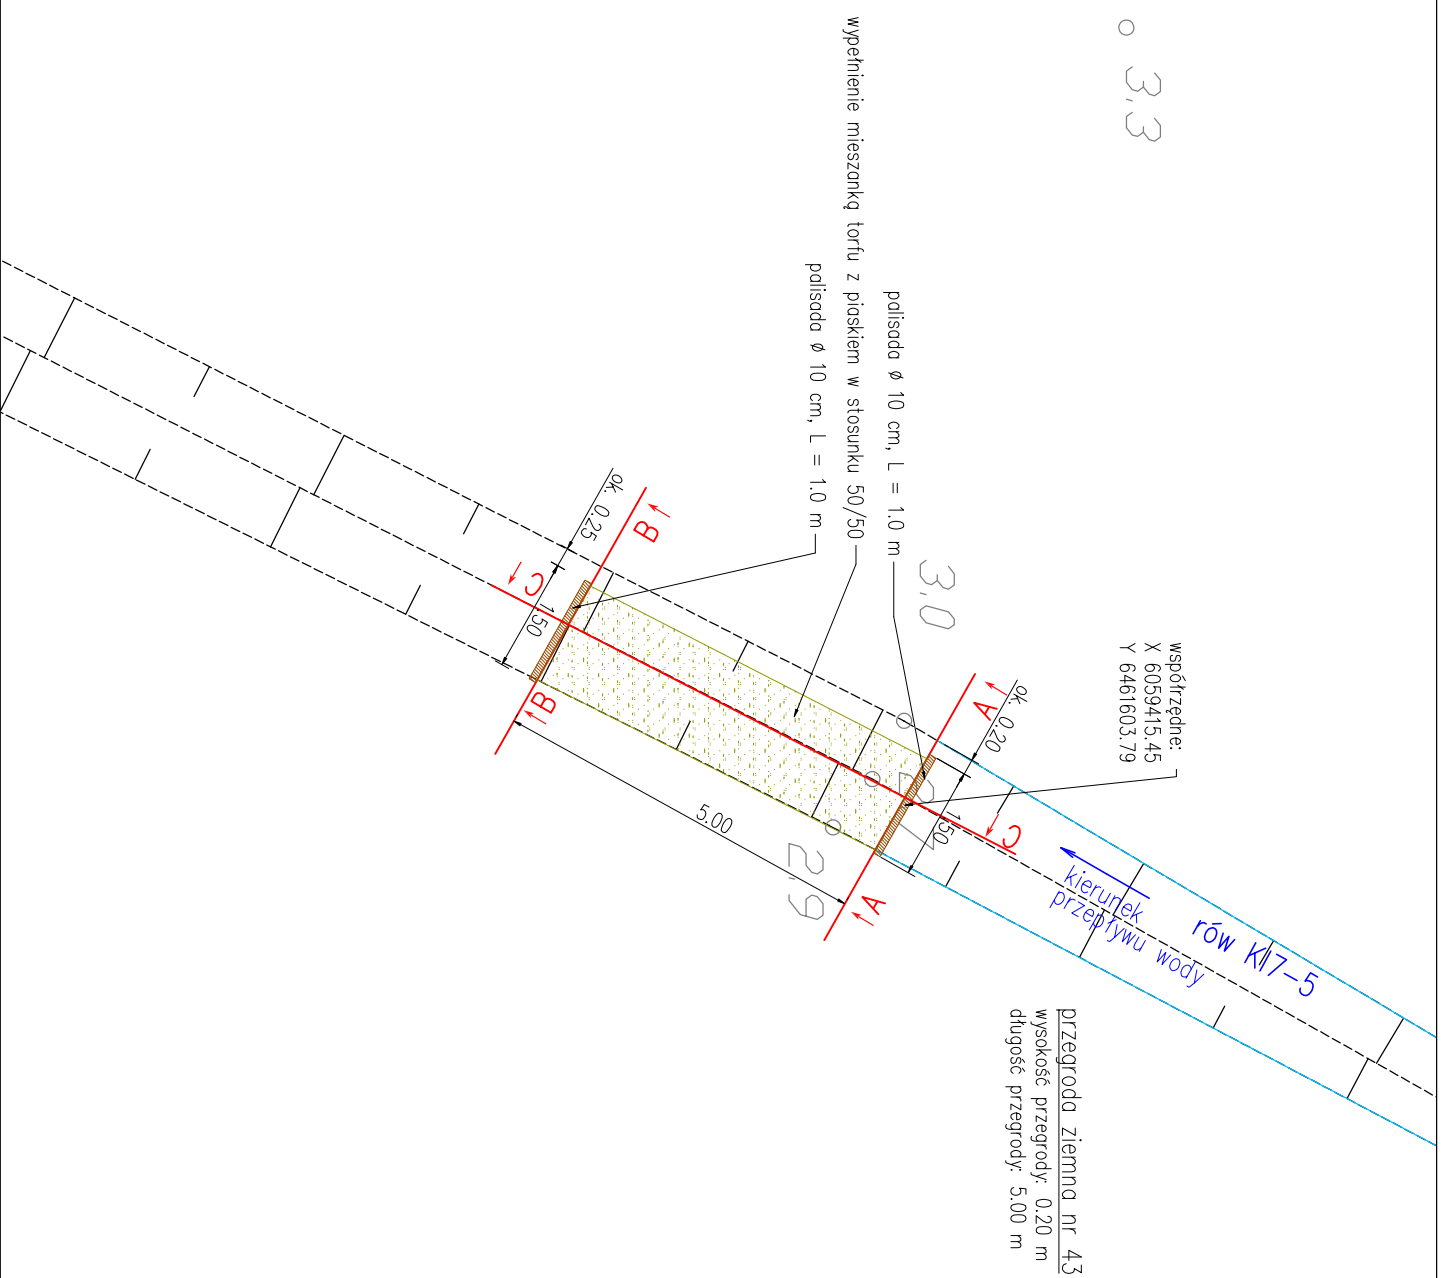 3.3
współrzędne:
X 6059415.45
Y 6461603.79
3.0
palisada ø 10 cm, L = 1.0 m
wypełnienie mieszanką torfu z piaskiem w stosunku 50/50
palisada ø 10 cm, L = 1.0 m
ok. 0.20
1.50
A
A
ok. 0.25
1.50
B
B
C
C
5.00
2,9
kierunek
przepływu wody
rów K17-5
przegroda ziemna nr 43
wysokość przegrody: 0.20 m
długość przegrody: 5.00 m